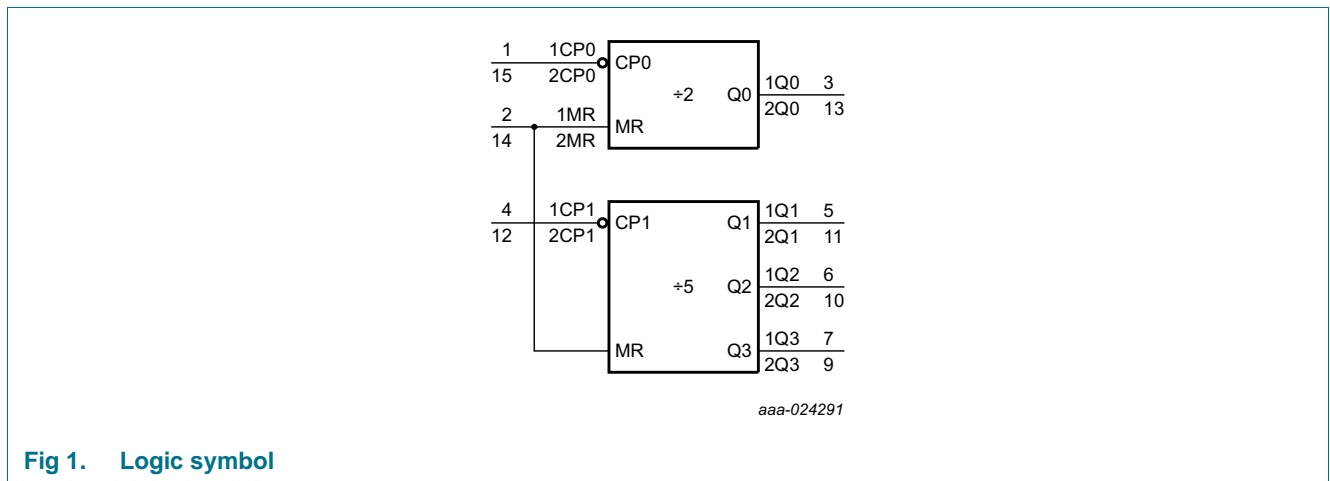 1 1CP0
15 2CP0
CP0
÷2 Q0
1Q0 3
2Q0 13
2 1MR
14 2MR
MR
4 1CP1
12 2CP1
CP1
Q1
1Q1 5
2Q1 11
÷5 Q2
1Q2 6
2Q2 10
MR
Q3
1Q3 7
2Q3 9
aaa-024291
Fig 1. Logic symbol